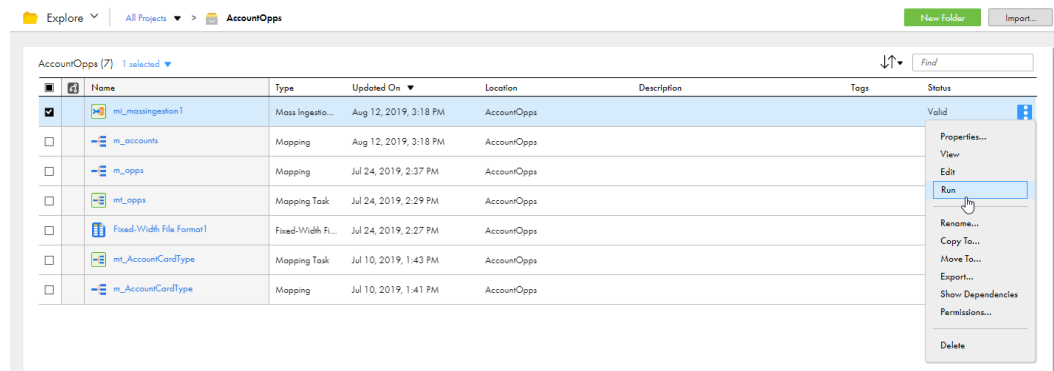 Explore All Projects > AccountOpps New Folder Import...
AccountOpps (7) 1 selected Find
Name Type Updated On Location Description Tags Status
mi_massingestion1 Mass Ingestio... Aug 12, 2019, 3:18 PM AccountOpps Valid
m_accounts Mapping Aug 12, 2019, 3:18 PM AccountOpps
m_opps Mapping Jul 24, 2019, 2:37 PM AccountOpps
mt_opps Mapping Task Jul 24, 2019, 2:29 PM AccountOpps
Fixed-Width File Format1 Fixed-Width Fi... Jul 24, 2019, 2:27 PM AccountOpps
mt_AccountCardType Mapping Task Jul 10, 2019, 1:43 PM AccountOpps
m_AccountCardType Mapping Jul 10, 2019, 1:41 PM AccountOpps
Properties...
View
Edit
Run
Rename...
Copy To...
Move To...
Export...
Show Dependencies
Permissions...
Delete